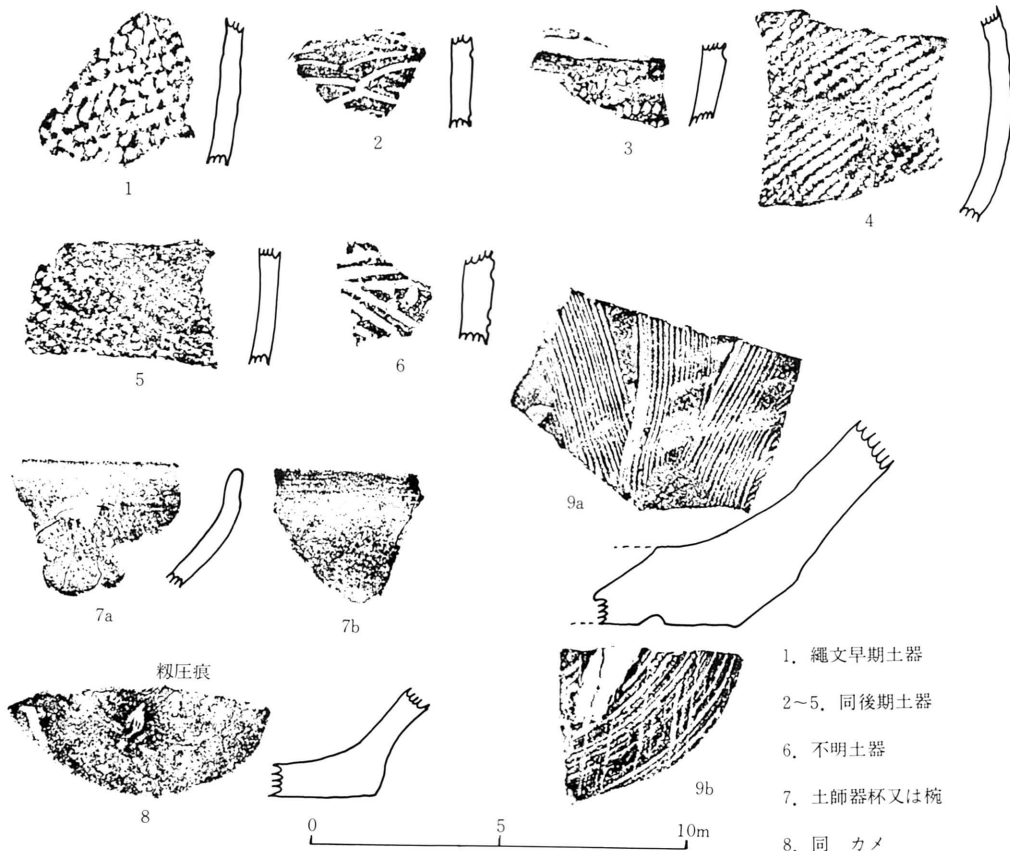 1
2
3
4
5
6
9a
7a
7b
籾圧痕
8
9b
0 5 10m
1. 縄文早期土器
2~5. 同後期土器
6. 不明土器
7. 土師器杯又は椀
8. 同 カメ